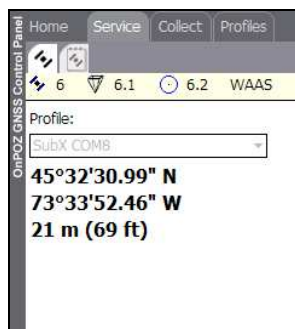 OnPOZ GNSS Control Panel
Home Service Collect Profiles
6 6.1 6.2 WAAS
Profile:
SubX COM8
45°32'30.99" N
73°33'52.46" W
21 m (69 ft)